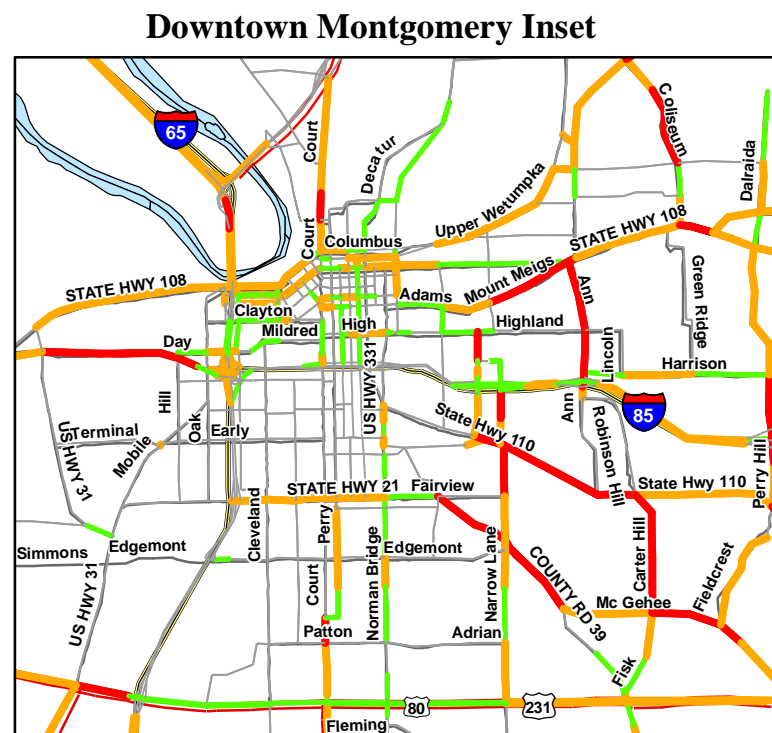 Downtown Montgomery Inset
65
Court
Decatur
Coliseum
Dalraida
Upper Wetumpka
Court
Columbus
STATE HWY 108
STATE HWY 108
Mount Meigs
Adams
Ann
Green Ridge
Clayton
Mildred
High
Highland
Day
US HWY 331
Lincoln
Harrison
Hill
Oak
Ann
85
US HWY 31
Terminal
Mobile
Early
State Hwy 110
Robinson Hill
Perry Hill
STATE HWY 21
Fairview
State Hwy 110
Cleveland
Perry
Simmons
Edgemont
Norman Bridge
Edgemont
Narrow Lane
COUNTY RD 39
Carter Hill
Fieldcrest
US HWY 31
Court
Mc Gehee
Patton
Adrian
Fisk
80
231
Fleming